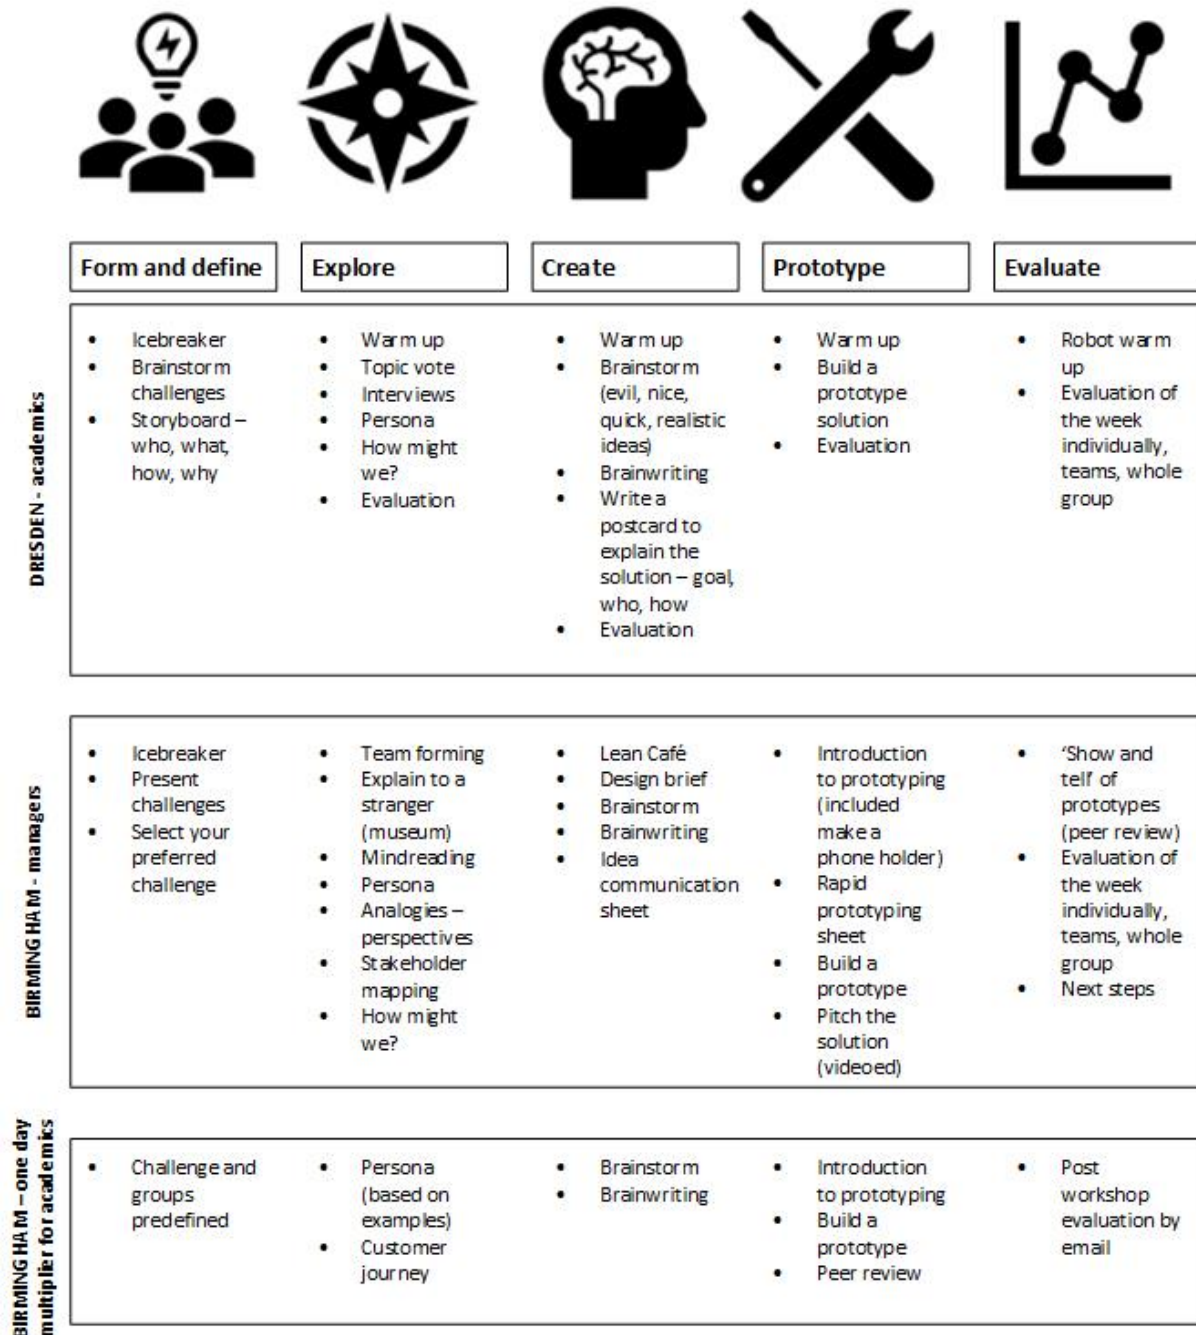 Form and define
Explore
Create
Prototype
Evaluate
DRESDEN - academics
• Icebreaker
• Brainstorm
challenges
• Storyboard –
who, what,
how, why
• Warm up
• Topic vote
• Interviews
• Persona
• How might
we?
• Evaluation
• Warm up
• Brainstorm
(evil, nice,
quick, realistic
ideas)
• Brainwriting
• Write a
postcard to
explain the
solution – goal,
who, how
• Evaluation
• Warm up
• Build a
prototype
solution
• Evaluation
• Robot warm
up
• Evaluation of
the week
individually,
teams, whole
group
BIRMINGHAM - managers
• Icebreaker
• Present
challenges
• Select your
preferred
challenge
• Team forming
• Explain to a
stranger
(museum)
• Mindreading
• Persona
• Analogies –
perspectives
• Stakeholder
mapping
• How might
we?
• Lean Café
• Design brief
• Brainstorm
• Brainwriting
• Idea
communication
sheet
• Introduction
to prototyping
(included
make a
phone holder)
• Rapid
prototyping
sheet
• Build a
prototype
• Pitch the
solution
(videoed)
• ‘Show and
tell’ of
prototypes
(peer review)
• Evaluation of
the week
individually,
teams, whole
group
• Next steps
BIRMINGHAM – one day
multiplier for academics
• Challenge and
groups
predefined
• Persona
(based on
examples)
• Customer
journey
• Brainstorm
• Brainwriting
• Introduction
to prototyping
• Build a
prototype
• Peer review
• Post
workshop
evaluation by
email